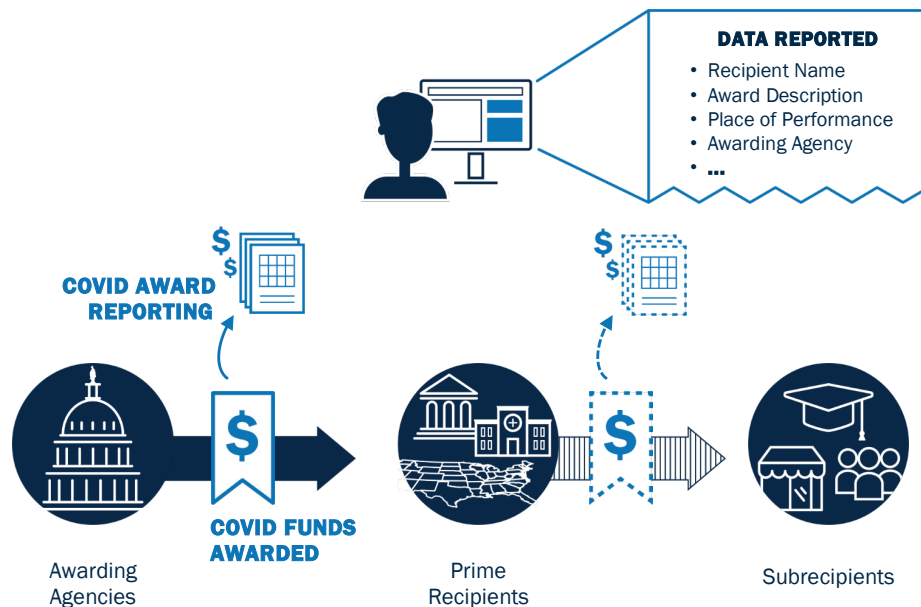 DATA REPORTED
• Recipient Name
• Award Description
• Place of Performance
• Awarding Agency
• ...
$
$
$
$
COVID AWARD
REPORTING
$
$
COVID FUNDS
AWARDED
Awarding
Agencies
Prime
Recipients
Subrecipients